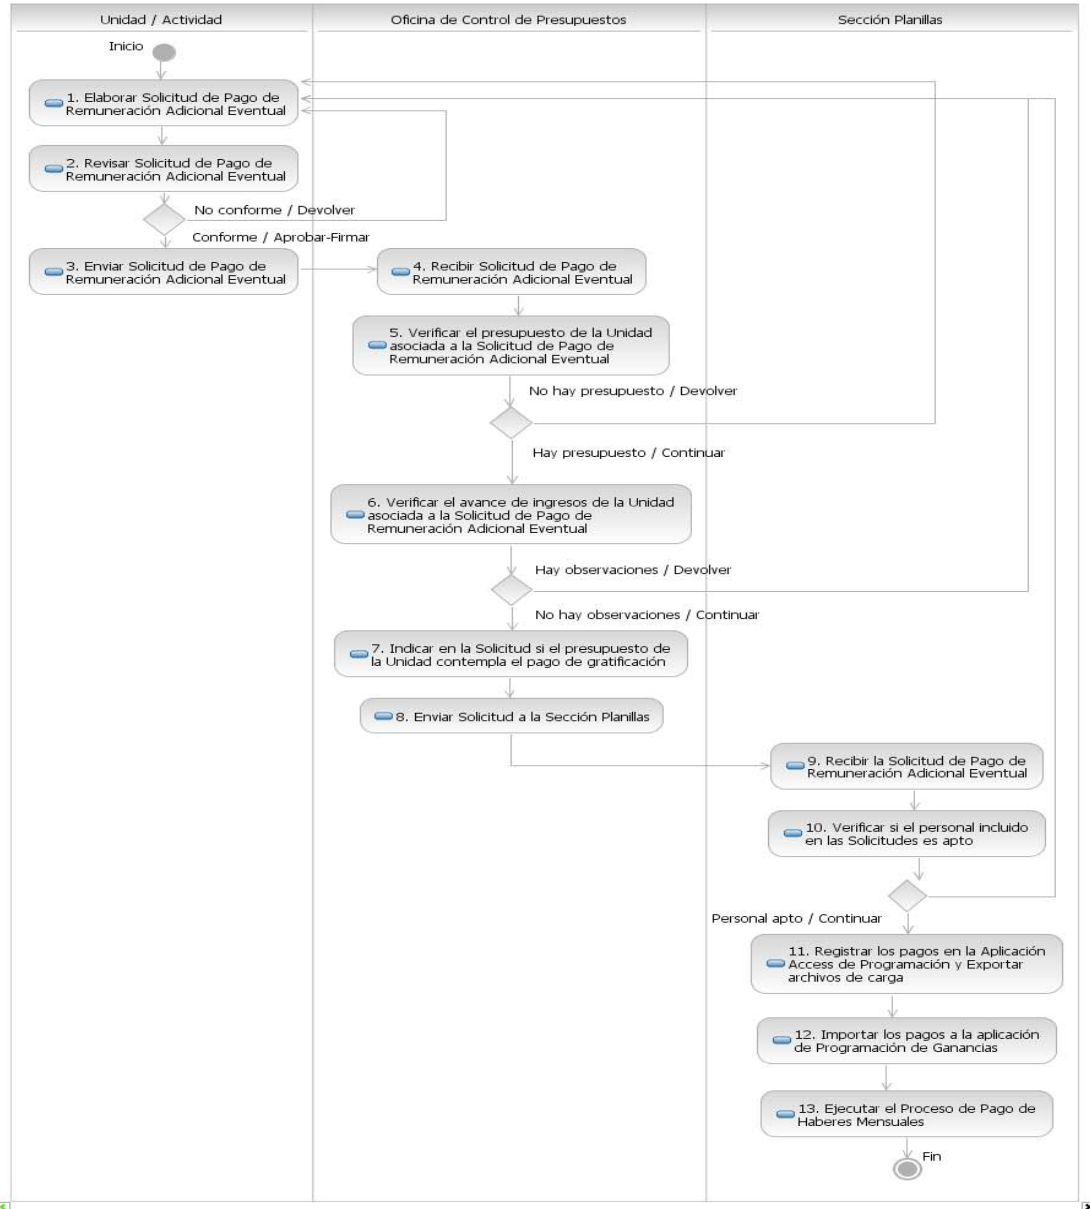 Unidad / Actividad
Oficina de Control de Presupuestos
Sección Planillas
Inicio
1. Elaborar Solicitud de Pago de
Remuneración Adicional Eventual
2. Revisar Solicitud de Pago de
Remuneración Adicional Eventual
No conforme / Devolver
Conforme / Aprobar-Firmar
3. Enviar Solicitud de Pago de
Remuneración Adicional Eventual
4. Recibir Solicitud de Pago de
Remuneración Adicional Eventual
5. Verificar el presupuesto de la Unidad
asociada a la Solicitud de Pago de
Remuneración Adicional Eventual
No hay presupuesto / Devolver
Hay presupuesto / Continuar
6. Verificar el avance de ingresos de la Unidad
asociada a la Solicitud de Pago de
Remuneración Adicional Eventual
Hay observaciones / Devolver
No hay observaciones / Continuar
7. Indicar en la Solicitud si el presupuesto de
la Unidad contempla el pago de gratificación
8. Enviar Solicitud a la Sección Planillas
9. Recibir la Solicitud de Pago de
Remuneración Adicional Eventual
10. Verificar si el personal incluido
en las Solicitudes es apto
Personal apto / Continuar
11. Registrar los pagos en la Aplicación
Access de Programación y Exportar
archivos de carga
12. Importar los pagos a la aplicación
de Programación de Ganancias
13. Ejecutar el Proceso de Pago de
Haberes Mensuales
Fin